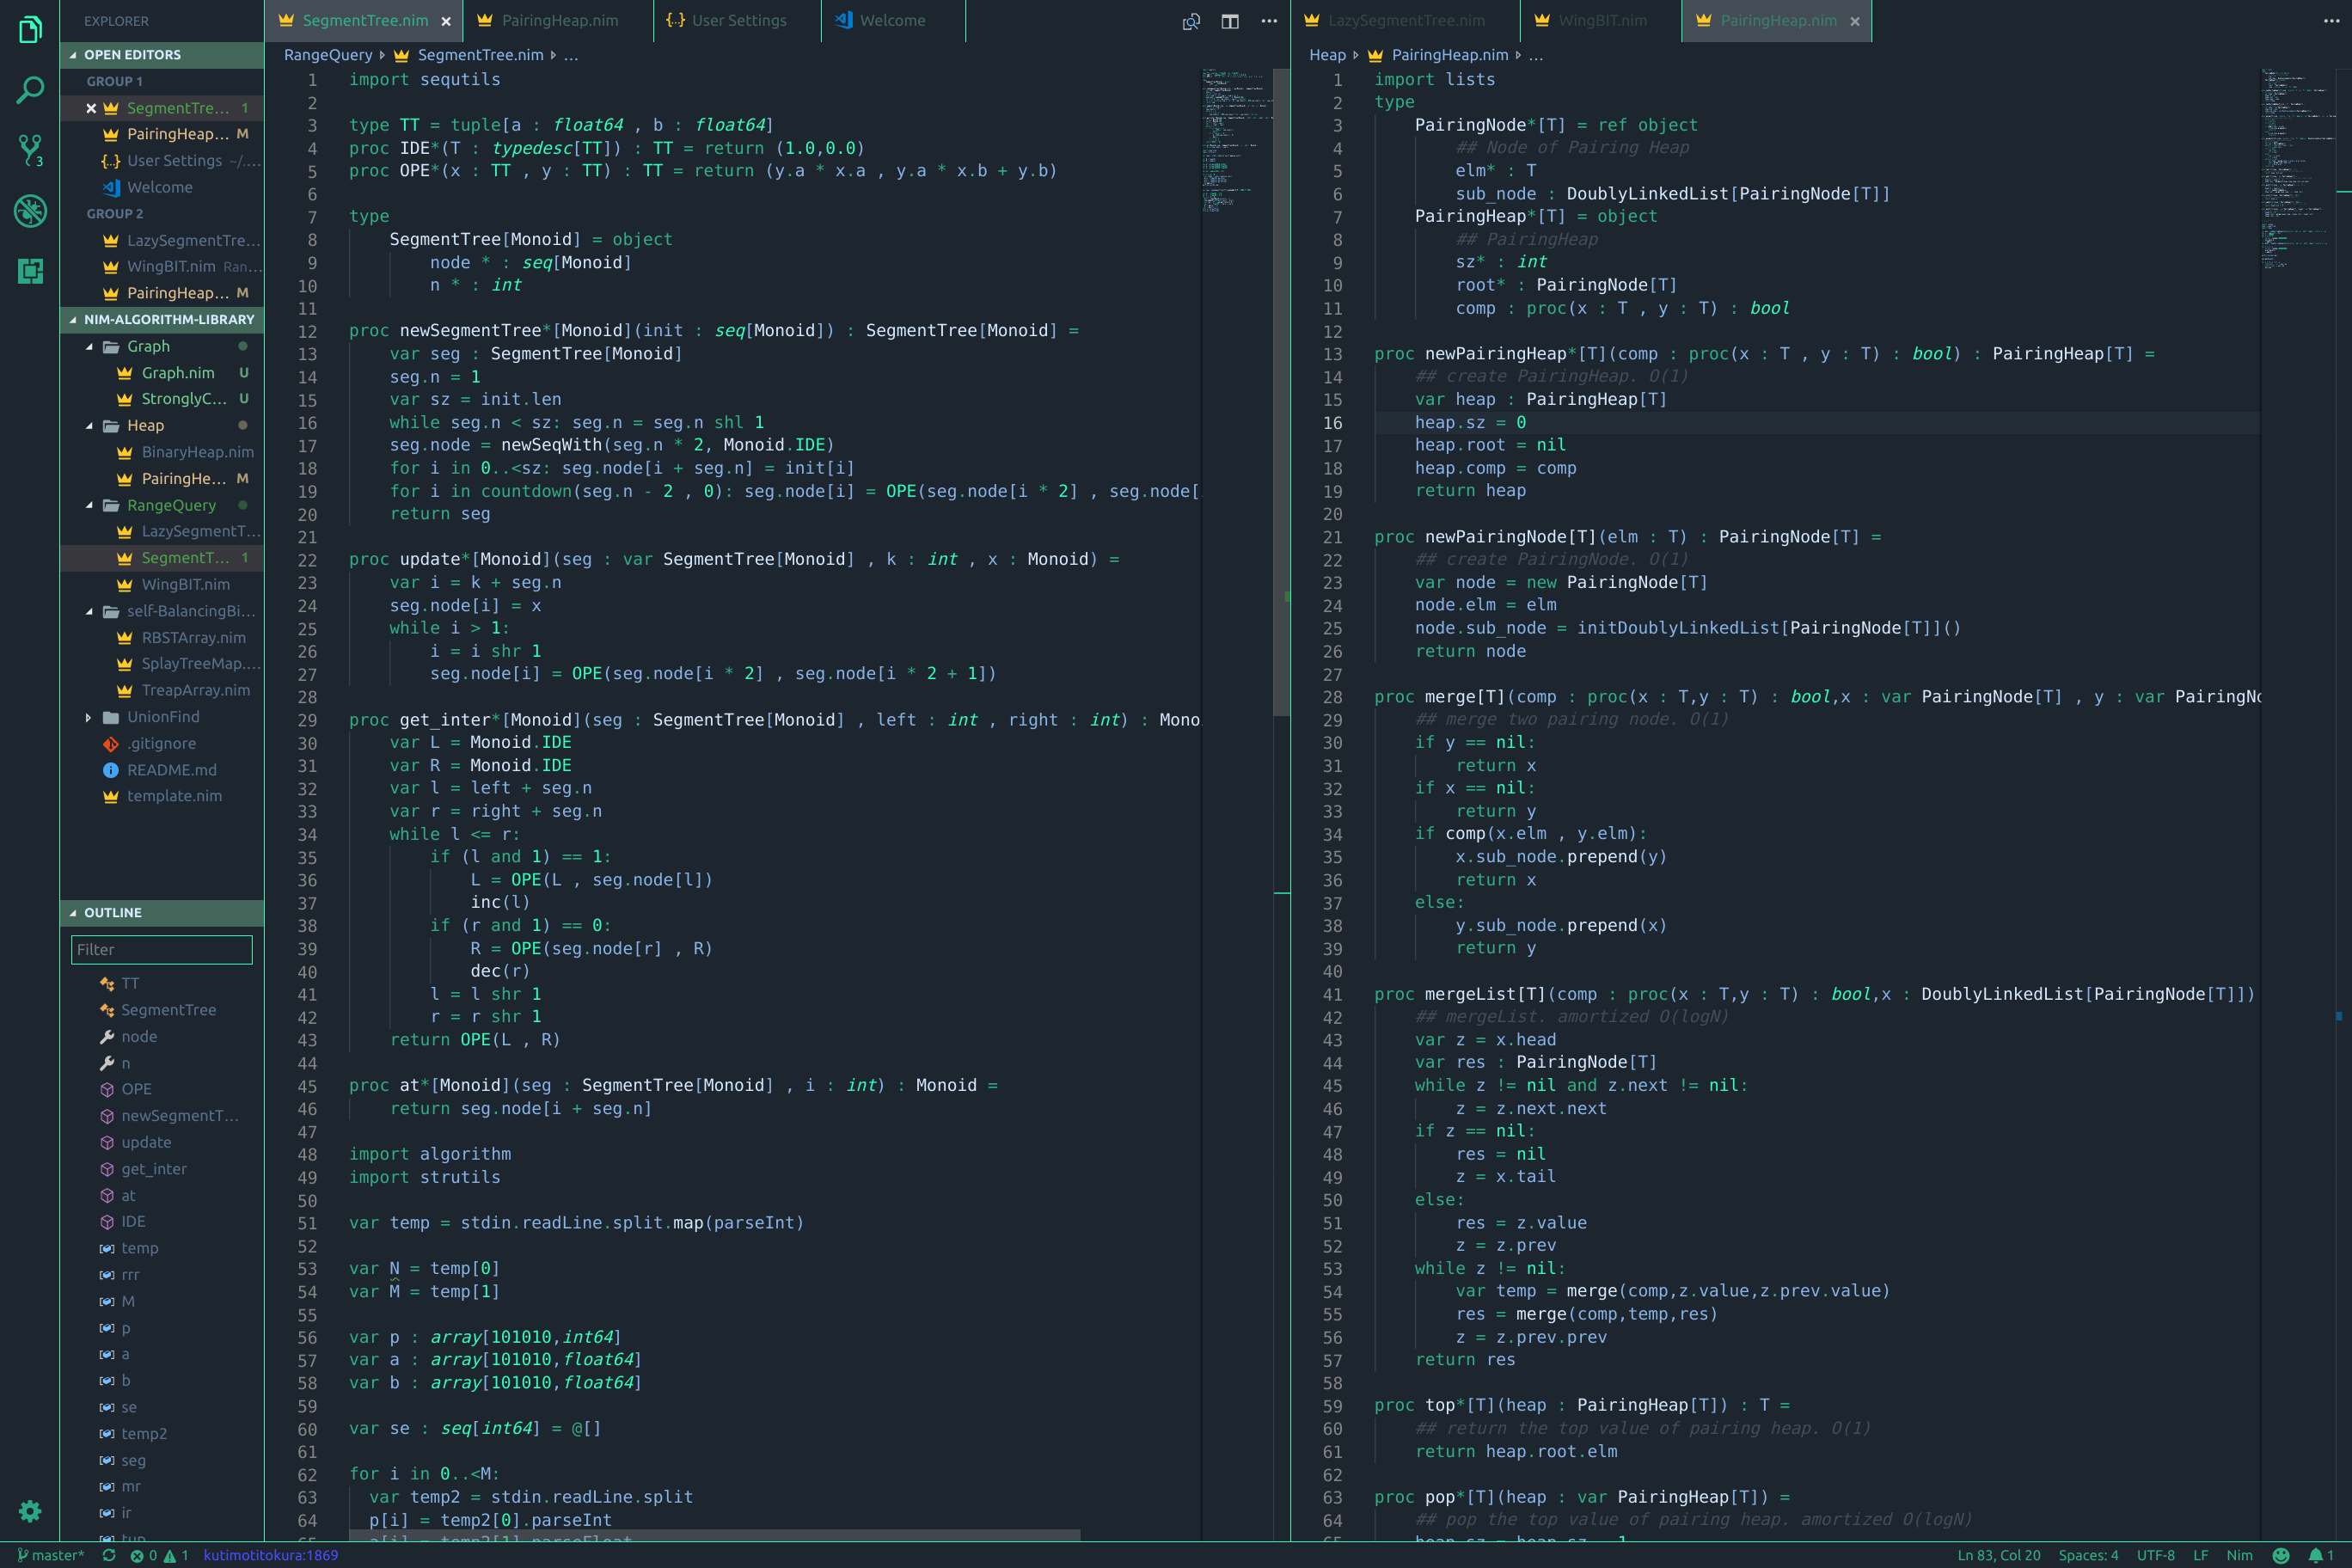 EXPLORER
OPEN EDITORS
GROUP 1
SegmentTre... 1
PairingHeap... M
User Settings ~/....
Welcome
GROUP 2
LazySegmentTre...
WingBIT.nim Ran...
PairingHeap... M
NIM-ALGORITHM-LIBRARY
Graph
Graph.nim U
StronglyC... U
Heap
BinaryHeap.nim
PairingHe... M
RangeQuery
LazySegmentT...
SegmentT... 1
WingBIT.nim
self-BalancingBi...
RBSTArray.nim
SplayTreeMap....
TreapArray.nim
UnionFind
.gitignore
README.md
template.nim
OUTLINE
Filter
TT
SegmentTree
node
n
OPE
newSegmentT...
update
get_inter
at
IDE
temp
rrr
M
p
a
b
se
temp2
seg
mr
ir
tup
3
SegmentTree.nim
PairingHeap.nim
User Settings
Welcome
RangeQuery SegmentTree.nim ...
1 import sequtils
2
3 type TT = tuple[a : float64 , b : float64]
4 proc IDE*(T : typedesc[TT]) : TT = return (1.0,0.0)
5 proc OPE*(x : TT , y : TT) : TT = return (y.a * x.a , y.a * x.b + y.b)
6
7 type
8 SegmentTree[Monoid] = object
9 node * : seq[Monoid]
10 n * : int
11
12 proc newSegmentTree*[Monoid](init : seq[Monoid]) : SegmentTree[Monoid] =
13 var seg : SegmentTree[Monoid]
14 seg.n = 1
15 var sz = init.len
16 while seg.n < sz: seg.n = seg.n shl 1
17 seg.node = newSeqWith(seg.n * 2, Monoid.IDE)
18 for i in 0..<sz: seg.node[i + seg.n] = init[i]
19 for i in countdown(seg.n - 2 , 0): seg.node[i] = OPE(seg.node[i * 2] , seg.node[
20 return seg
21
22 proc update*[Monoid](seg : var SegmentTree[Monoid] , k : int , x : Monoid) =
23 var i = k + seg.n
24 seg.node[i] = x
25 while i > 1:
26 i = i shr 1
27 seg.node[i] = OPE(seg.node[i * 2] , seg.node[i * 2 + 1])
28
29 proc get_inter*[Monoid](seg : SegmentTree[Monoid] , left : int , right : int) : Mono
30 var L = Monoid.IDE
31 var R = Monoid.IDE
32 var l = left + seg.n
33 var r = right + seg.n
34 while l <= r:
35 if (l and 1) == 1:
36 L = OPE(L , seg.node[l])
37 inc(l)
38 if (r and 1) == 0:
39 R = OPE(seg.node[r] , R)
40 dec(r)
41 l = l shr 1
42 r = r shr 1
43 return OPE(L , R)
44
45 proc at*[Monoid](seg : SegmentTree[Monoid] , i : int) : Monoid =
46 return seg.node[i + seg.n]
47
48 import algorithm
49 import strutils
50
51 var temp = stdin.readLine.split.map(parseInt)
52
53 var N = temp[0]
54 var M = temp[1]
55
56 var p : array[101010,int64]
57 var a : array[101010,float64]
58 var b : array[101010,float64]
59
60 var se : seq[int64] = @[]
61
62 for i in 0..<M:
63 var temp2 = stdin.readLine.split
64 p[i] = temp2[0].parseInt
65 a[i] = temp2[1].parseFloat
LazySegmentTree.nim
WingBIT.nim
PairingHeap.nim
Heap PairingHeap.nim ...
1 import lists
2 type
3 PairingNode*[T] = ref object
4 ## Node of Pairing Heap
5 elm* : T
6 sub_node : DoublyLinkedList[PairingNode[T]]
7 PairingHeap*[T] = object
8 ## PairingHeap
9 sz* : int
10 root* : PairingNode[T]
11 comp : proc(x : T , y : T) : bool
12
13 proc newPairingHeap*[T](comp : proc(x : T , y : T) : bool) : PairingHeap[T] =
14 ## create PairingHeap. O(1)
15 var heap : PairingHeap[T]
16 heap.sz = 0
17 heap.root = nil
18 heap.comp = comp
19 return heap
20
21 proc newPairingNode[T](elm : T) : PairingNode[T] =
22 ## create PairingNode. O(1)
23 var node = new PairingNode[T]
24 node.elm = elm
25 node.sub_node = initDoublyLinkedList[PairingNode[T]]()
26 return node
27
28 proc merge[T](comp : proc(x : T,y : T) : bool,x : var PairingNode[T] , y : var PairingNo
29 ## merge two pairing node. O(1)
30 if y == nil:
31 return x
32 if x == nil:
33 return y
34 if comp(x.elm , y.elm):
35 x.sub_node.prepend(y)
36 return x
37 else:
38 y.sub_node.prepend(x)
39 return y
40
41 proc mergeList[T](comp : proc(x : T,y : T) : bool,x : DoublyLinkedList[PairingNode[T]])
42 ## mergeList. amortized O(logN)
43 var z = x.head
44 var res : PairingNode[T]
45 while z != nil and z.next != nil:
46 z = z.next.next
47 if z == nil:
48 res = nil
49 z = x.tail
50 else:
51 res = z.value
52 z = z.prev
53 while z != nil:
54 var temp = merge(comp,z.value,z.prev.value)
55 res = merge(comp,temp,res)
56 z = z.prev.prev
57 return res
58
59 proc top*[T](heap : PairingHeap[T]) : T =
60 ## return the top value of pairing heap. O(1)
61 return heap.root.elm
62
63 proc pop*[T](heap : var PairingHeap[T]) =
64 ## pop the top value of pairing heap. amortized O(logN)
65 heap.sz = heap.sz - 1
master* 0 1 kutimotitokura:1869
Ln 83, Col 20 Spaces: 4 UTF-8 LF Nim 1